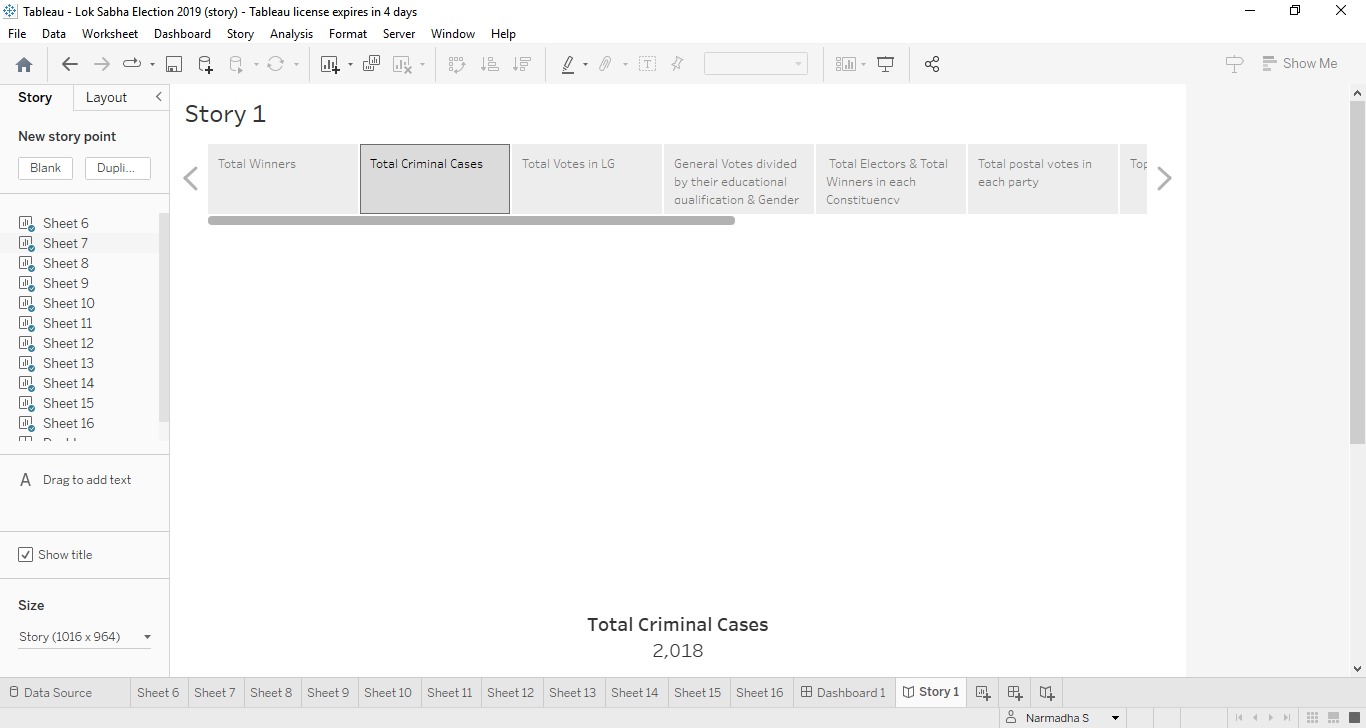 Tableau - Lok Sabha Election 2019 (story) - Tableau license expires in 4 days
File Data Worksheet Dashboard Story Analysis Format Server Window Help
Show Me
Story Layout
Story 1
New story point
Blank Dupli...
Total Winners
Total Criminal Cases
Total Votes in LG
General Votes divided
by their educational
qualification & Gender
Total Electors & Total
Winners in each
Constituency
Total postal votes in
each party
Top
Sheet 6
Sheet 7
Sheet 8
Sheet 9
Sheet 10
Sheet 11
Sheet 12
Sheet 13
Sheet 14
Sheet 15
Sheet 16
A Drag to add text
Show title
Size
Story (1016 x 964)
Total Criminal Cases
2,018
Data Source Sheet 6 Sheet 7 Sheet 8 Sheet 9 Sheet 10 Sheet 11 Sheet 12 Sheet 13 Sheet 14 Sheet 15 Sheet 16 Dashboard 1 Story 1
Narmadha S